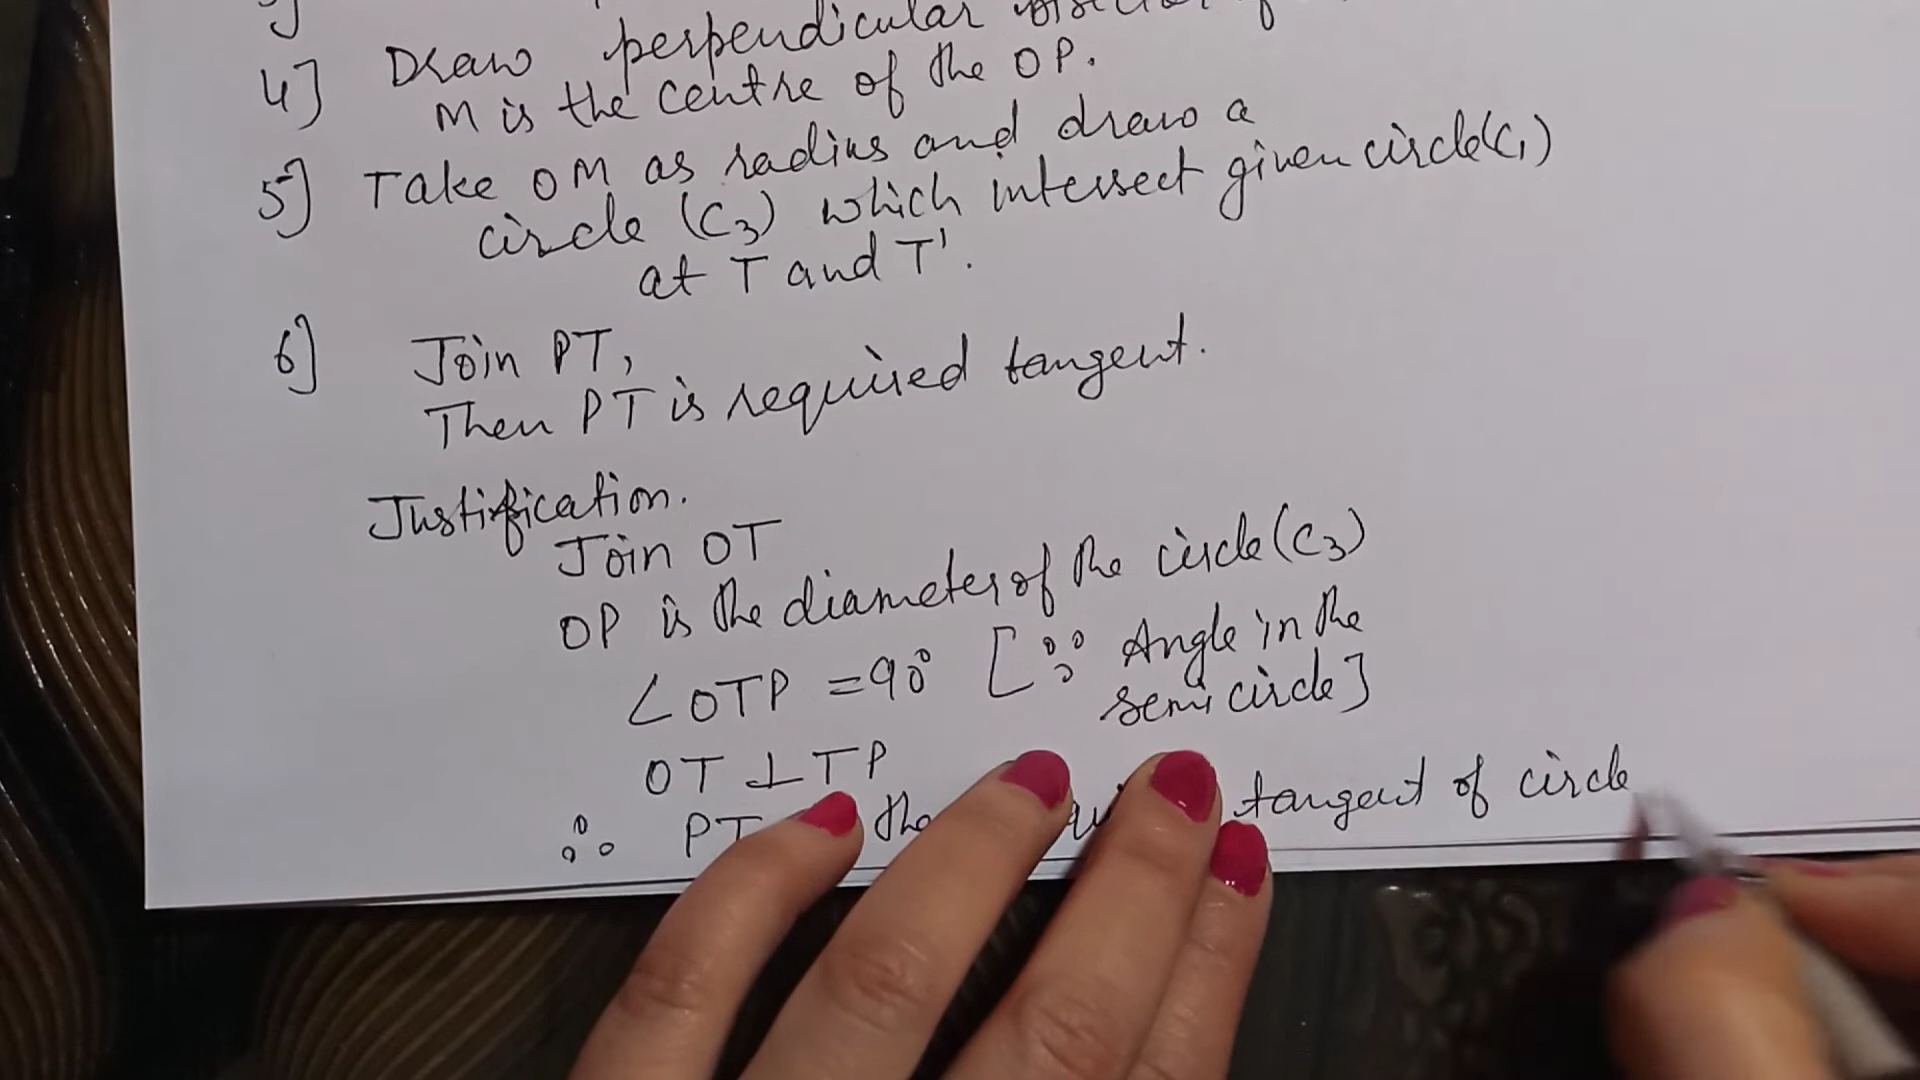 4] Draw perpendicular
M is the centre of the OP.
5] Take OM as radius and draw a
circle (C3) which intersect given circle(C1)
at T and T'.
6] Join PT,
Then PT is required tangent.
Justification.
Join OT
OP is the diameter of the circle (C3)
∠OTP = 90° [∵ Angle in the
semi circle]
OT ⊥ TP
∴ PT the tangent of circle